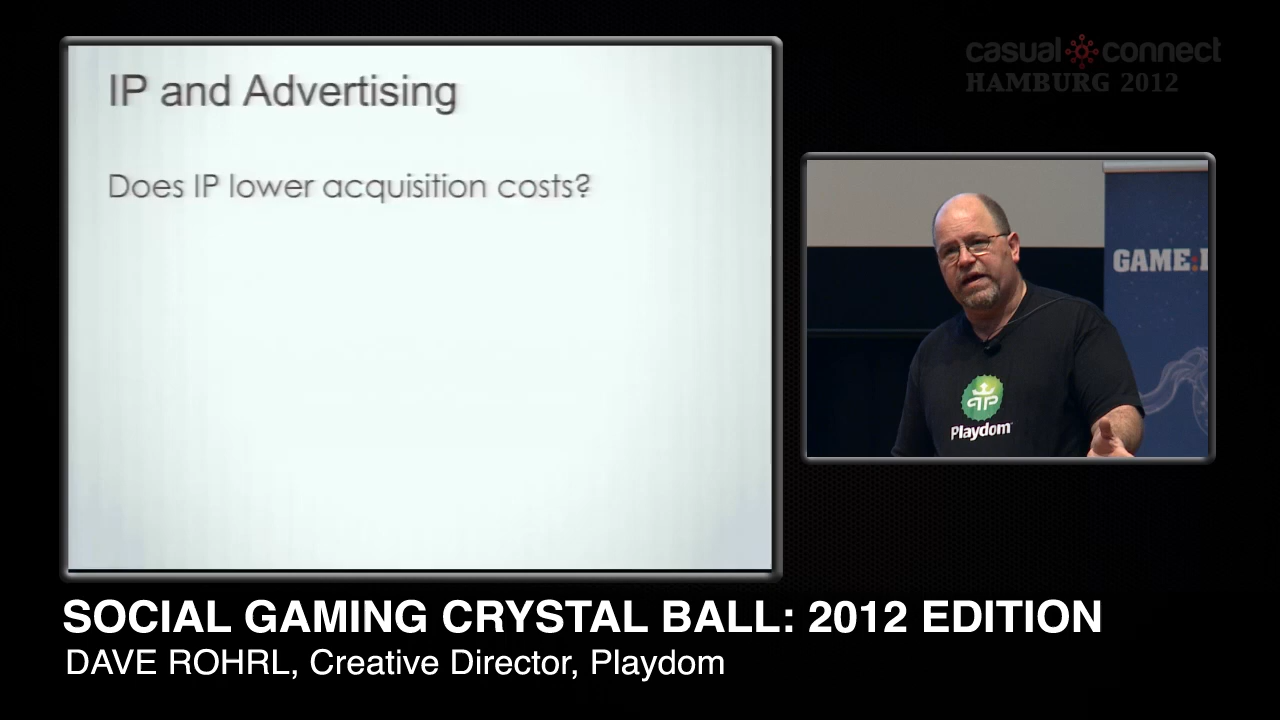 IP and Advertising
Does IP lower acquisition costs?
casual connect
HAMBURG 2012
GAME:
Playdom
SOCIAL GAMING CRYSTAL BALL: 2012 EDITION
DAVE ROHRL, Creative Director, Playdom